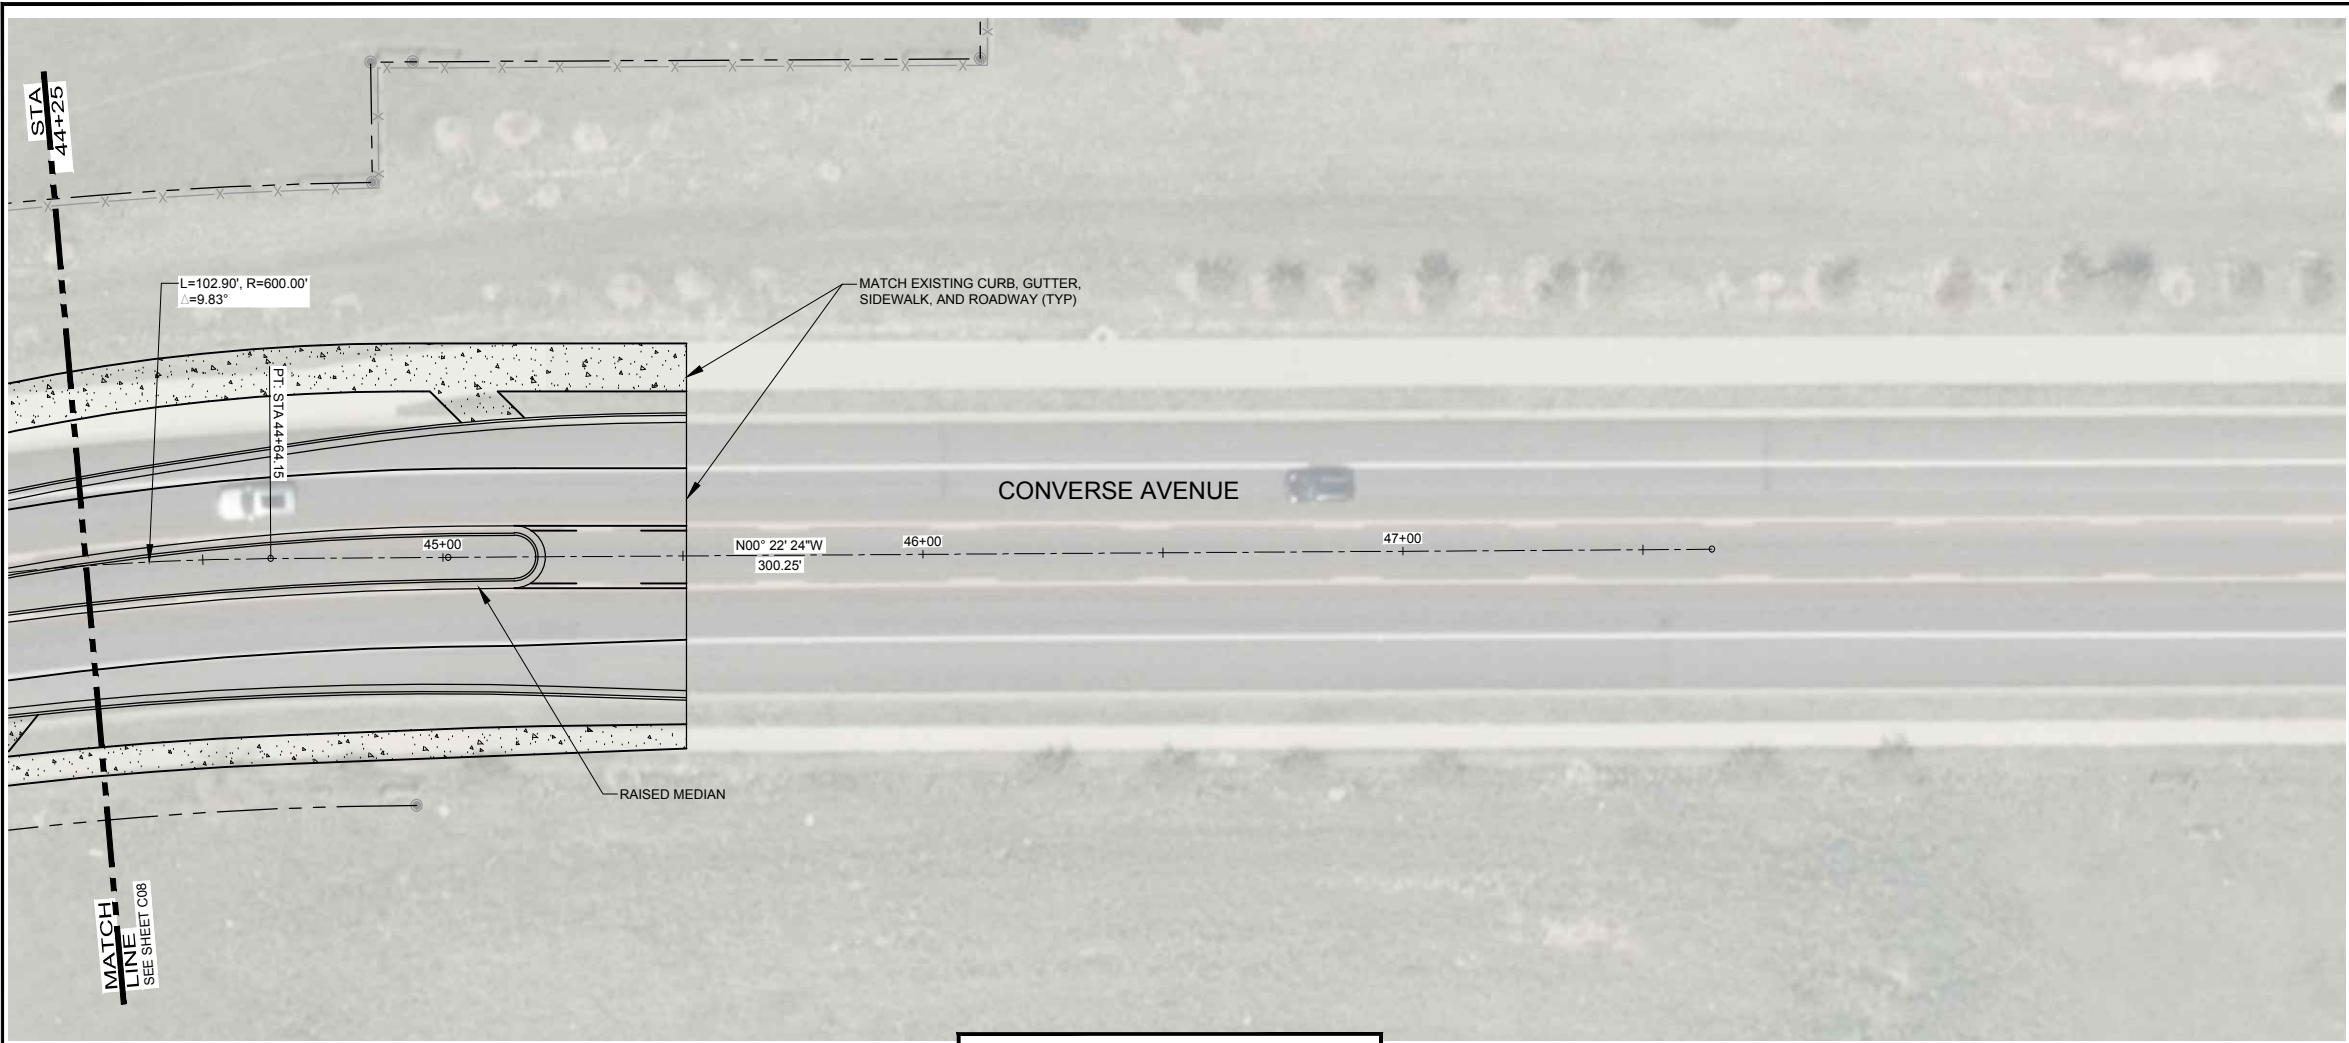 STA
44+25
L=102.90', R=600.00'
△=9.83°
MATCH EXISTING CURB, GUTTER,
SIDEWALK, AND ROADWAY (TYP)
PT: STA 44+64.15
CONVERSE AVENUE
45+00
N00° 22' 24"W
300.25'
46+00
47+00
RAISED MEDIAN
MATCH
LINE
SEE SHEET C08